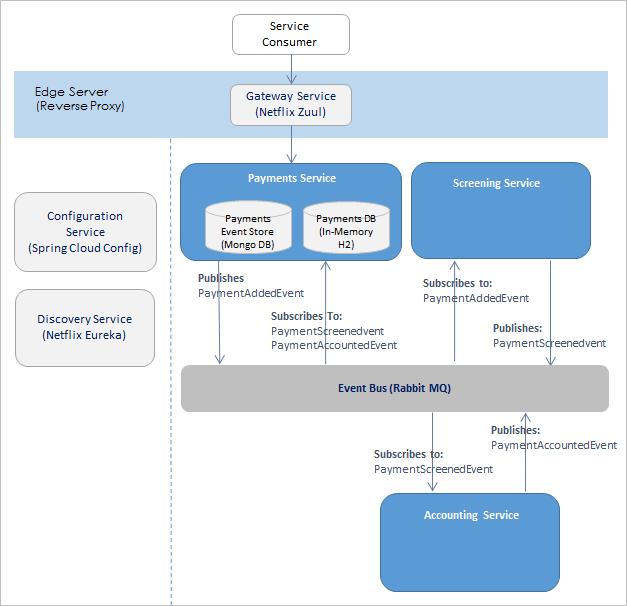 Service
Consumer
Edge Server
(Reverse Proxy)
Gateway Service
(Netflix Zuul)
Payments Service
Screening Service
Payments
Event Store
(Mongo DB)
Payments DB
(In-Memory
H2)
Configuration
Service
(Spring Cloud Config)
Discovery Service
(Netflix Eureka)
Publishes
PaymentAddedEvent
Subscribes To:
PaymentScreenedvent
PaymentAccountedEvent
Subscribes to:
PaymentAddedEvent
Publishes:
PaymentScreenedvent
Event Bus (Rabbit MQ)
Subscribes to:
PaymentScreenedEvent
Publishes:
PaymentAccountedEvent
Accounting Service